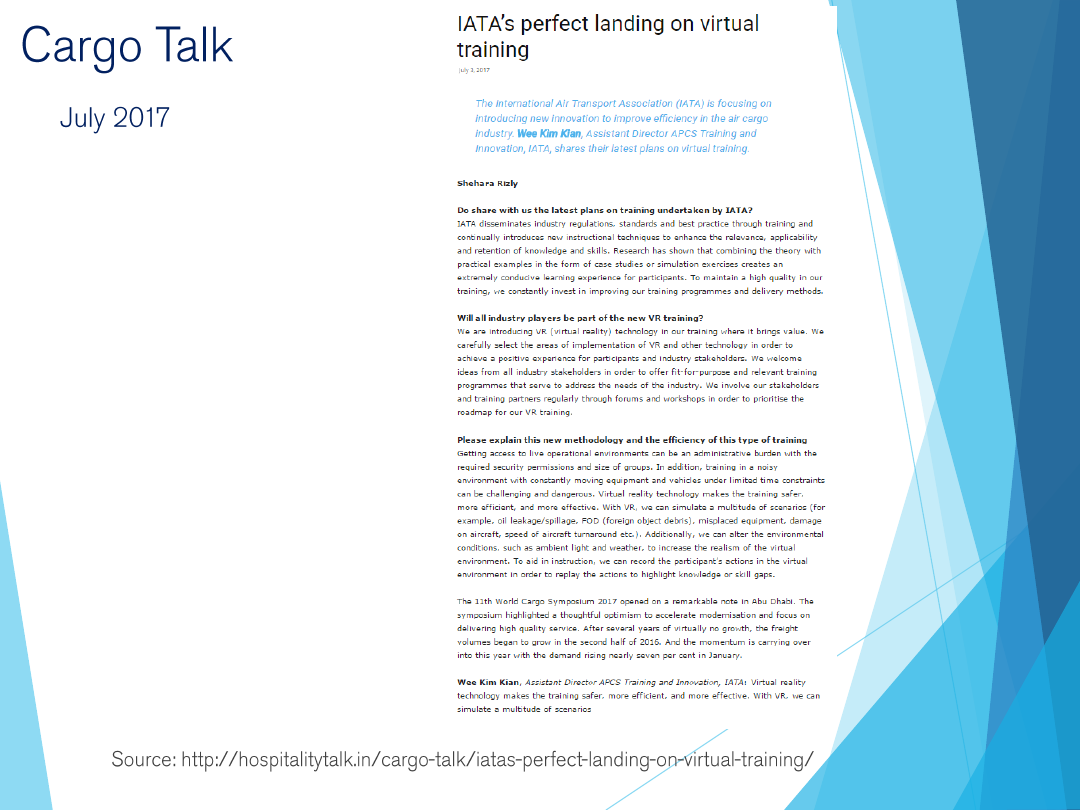 Cargo Talk
July 2017
IATA's perfect landing on virtual
training
July 3, 2017
The International Air Transport Association (IATA) is focusing on
introducing new innovation to improve efficiency in the air cargo
industry. Wee Kim Kian, Assistant Director APCS Training and
Innovation, IATA, shares their latest plans on virtual training.
Shehara Rizly
Do share with us the latest plans on training undertaken by IATA?
IATA disseminates industry regulations, standards and best practice through training and
continually introduces new instructional techniques to enhance the relevance, applicability
and retention of knowledge and skills. Research has shown that combining the theory with
practical examples in the form of case studies or simulation exercises creates an
extremely conducive learning experience for participants. To maintain a high quality in our
training, we constantly invest in improving our training programmes and delivery methods.
Will all industry players be part of the new VR training?
We are introducing VR (virtual reality) technology in our training where it brings value. We
carefully select the areas of implementation of VR and other technology in order to
achieve a positive experience for participants and industry stakeholders. We welcome
ideas from all industry stakeholders in order to offer fit-for-purpose and relevant training
programmes that serve to address the needs of the industry. We involve our stakeholders
and training partners regularly through forums and workshops in order to prioritise the
roadmap for our VR training.
Please explain this new methodology and the efficiency of this type of training
Getting access to live operational environments can be an administrative burden with the
required security permissions and size of groups. In addition, training in a noisy
environment with constantly moving equipment and vehicles under limited time constraints
can be challenging and dangerous. Virtual reality technology makes the training safer,
more efficient, and more effective. With VR, we can simulate a multitude of scenarios (for
example, oil leakage/spillage, FOD (foreign object debris), misplaced equipment, damage
on aircraft, speed of aircraft turnaround etc.). Additionally, we can alter the environmental
conditions, such as ambient light and weather, to increase the realism of the virtual
environment. To aid in instruction, we can record the participant's actions in the virtual
environment in order to replay the actions to highlight knowledge or skill gaps.
The 11th World Cargo Symposium 2017 opened on a remarkable note in Abu Dhabi. The
symposium highlighted a thoughtful optimism to accelerate modernisation and focus on
delivering high quality service. After several years of virtually no growth, the freight
volumes began to grow in the second half of 2016. And the momentum is carrying over
into this year with the demand rising nearly seven per cent in January.
Wee Kim Kian, Assistant Director APCS Training and Innovation, IATA: Virtual reality
technology makes the training safer, more efficient, and more effective. With VR, we can
simulate a multitude of scenarios
Source: http://hospitalitytalk.in/cargo-talk/iatas-perfect-landing-on-virtual-training/